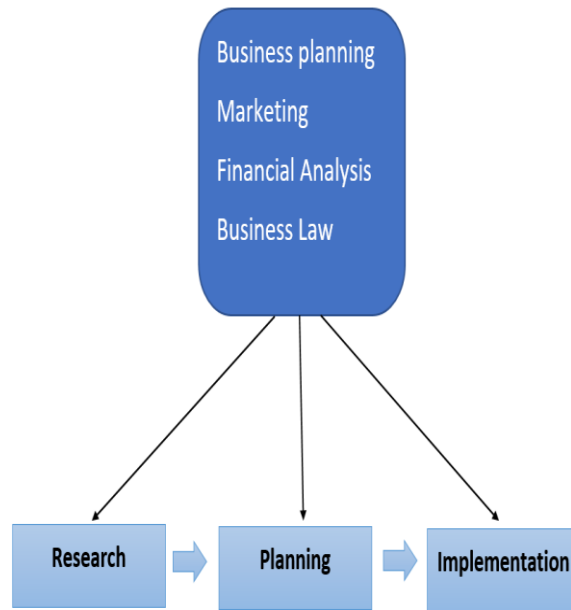 Business planning
Marketing
Financial Analysis
Business Law
Research
Planning
Implementation